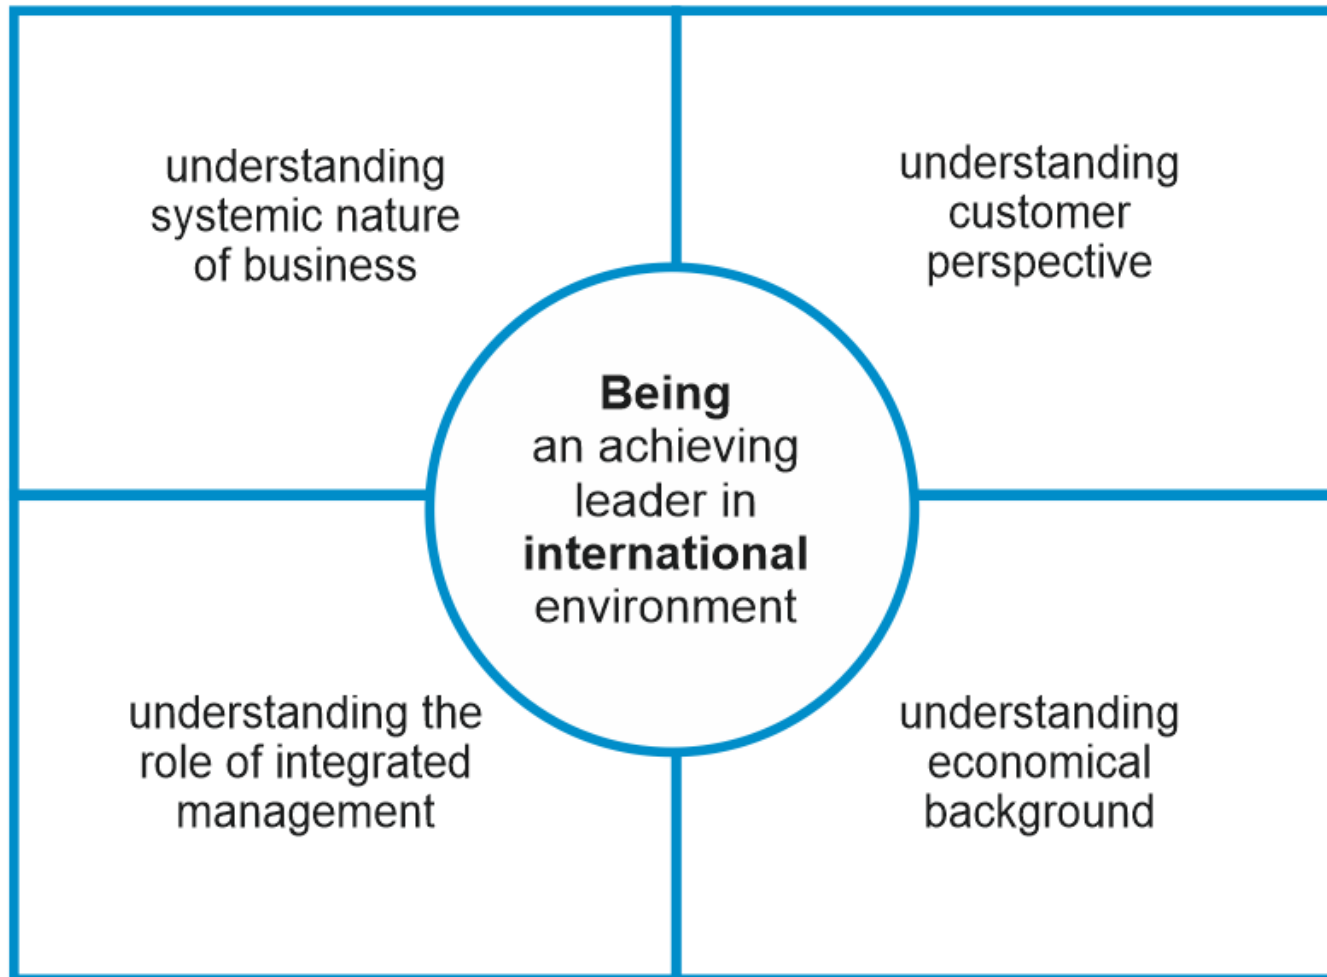 understanding
systemic nature
of business
understanding
customer
perspective
Being
an achieving
leader in
international
environment
understanding the
role of integrated
management
understanding
economical
background